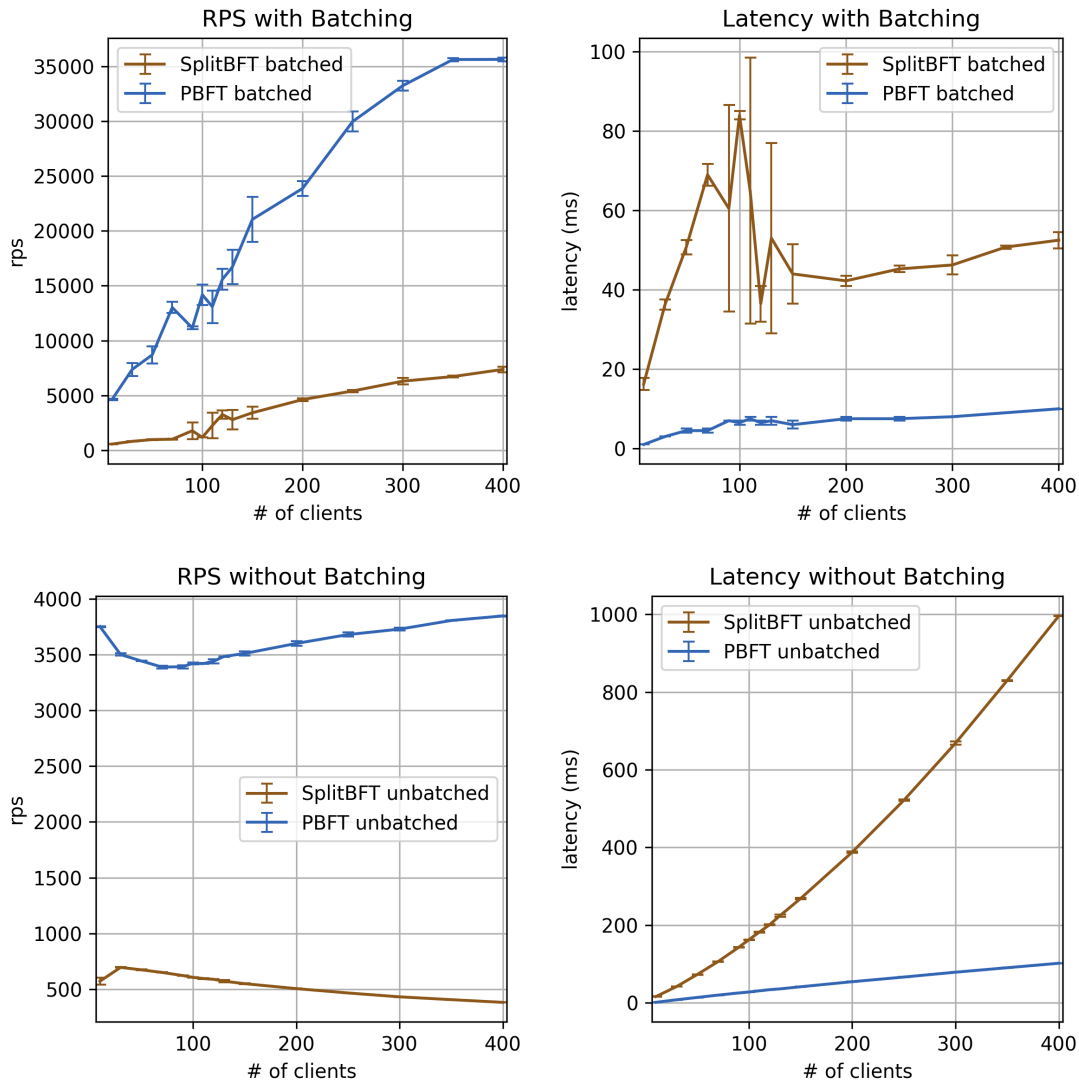 RPS with Batching
35000
30000
25000
20000
15000
10000
5000
0
rps
SplitBFT batched
PBFT batched
100
200
300
400
# of clients
Latency with Batching
100
80
60
40
20
0
latency (ms)
SplitBFT batched
PBFT batched
100
200
300
400
# of clients
RPS without Batching
4000
3500
3000
2500
2000
1500
1000
500
rps
SplitBFT unbatched
PBFT unbatched
100
200
300
400
# of clients
Latency without Batching
1000
800
600
400
200
0
latency (ms)
SplitBFT unbatched
PBFT unbatched
100
200
300
400
# of clients